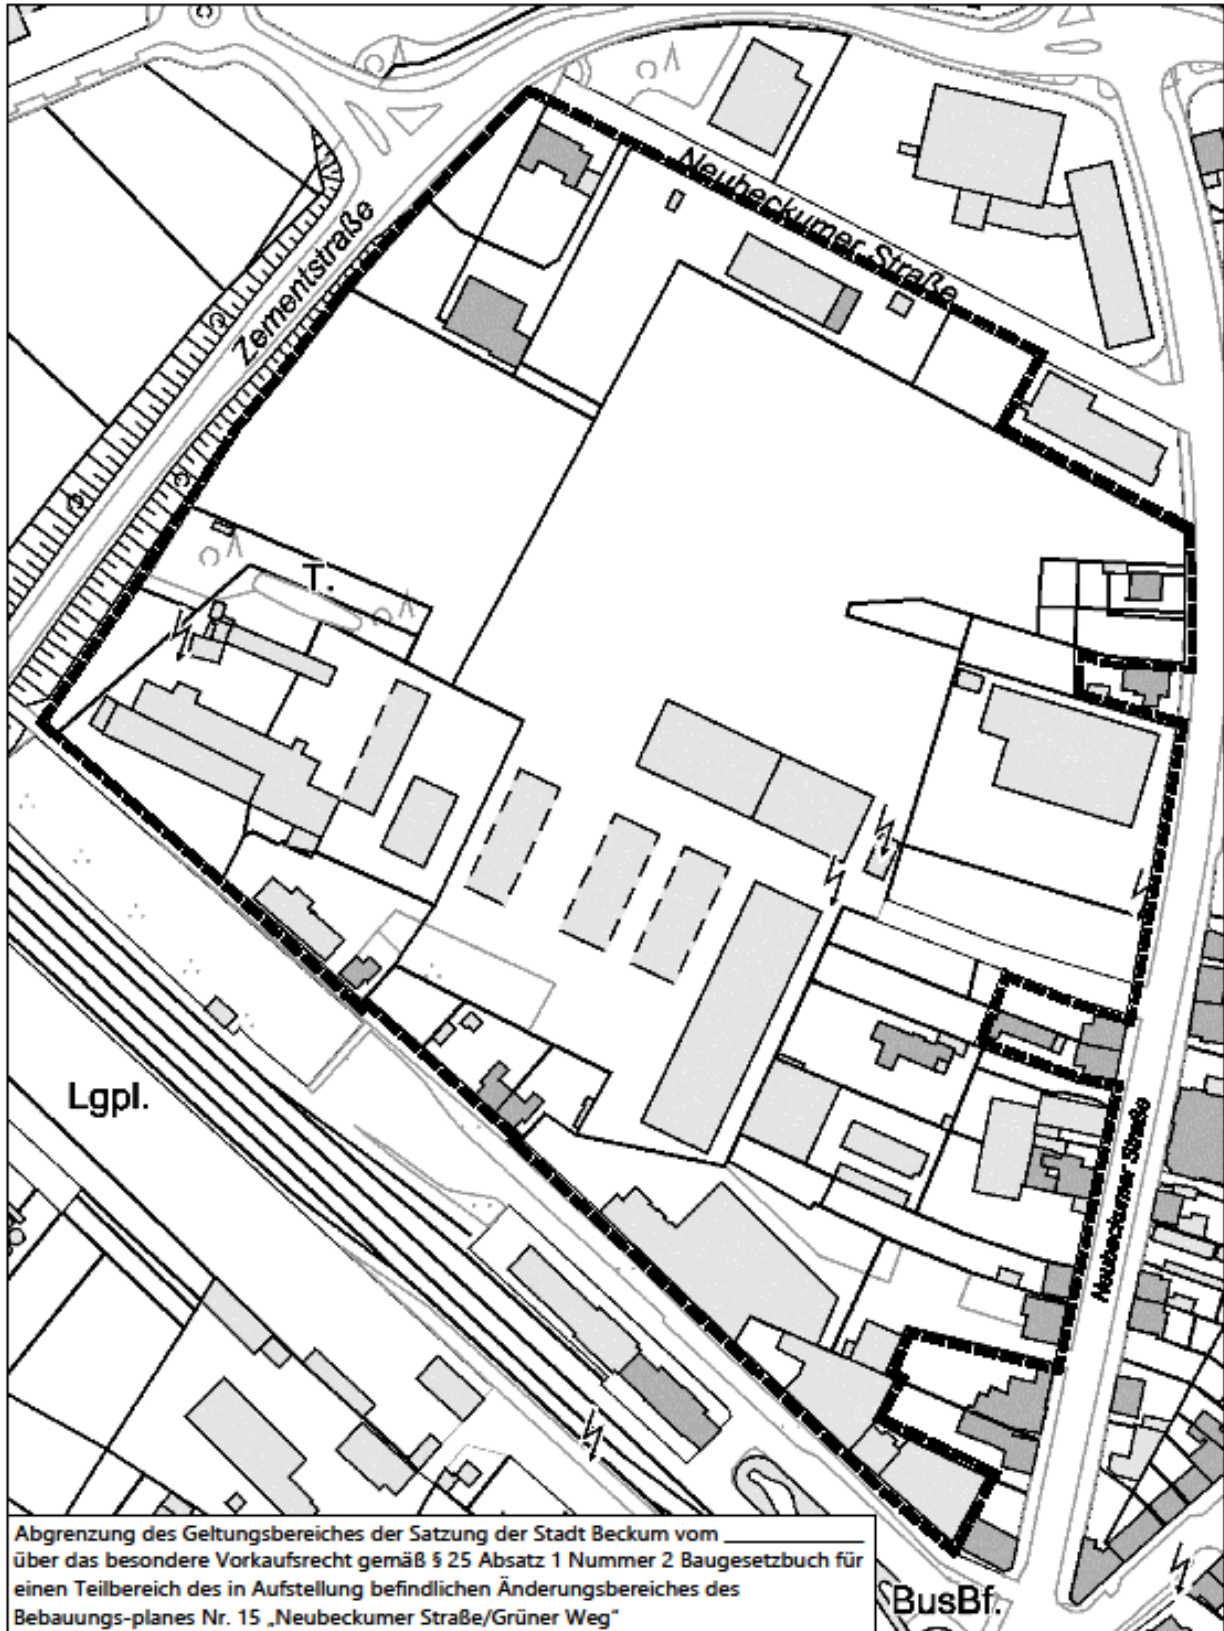 Neubeckumer Straße
Zementstraße
T.
Lgpl.
Neubeckumer Straße
BusBf.
Abgrenzung des Geltungsbereiches der Satzung der Stadt Beckum vom ____________
über das besondere Vorkaufsrecht gemäß § 25 Absatz 1 Nummer 2 Baugesetzbuch für
einen Teilbereich des in Aufstellung befindlichen Änderungsbereiches des
Bebauungs-planes Nr. 15 „Neubeckumer Straße/Grüner Weg“